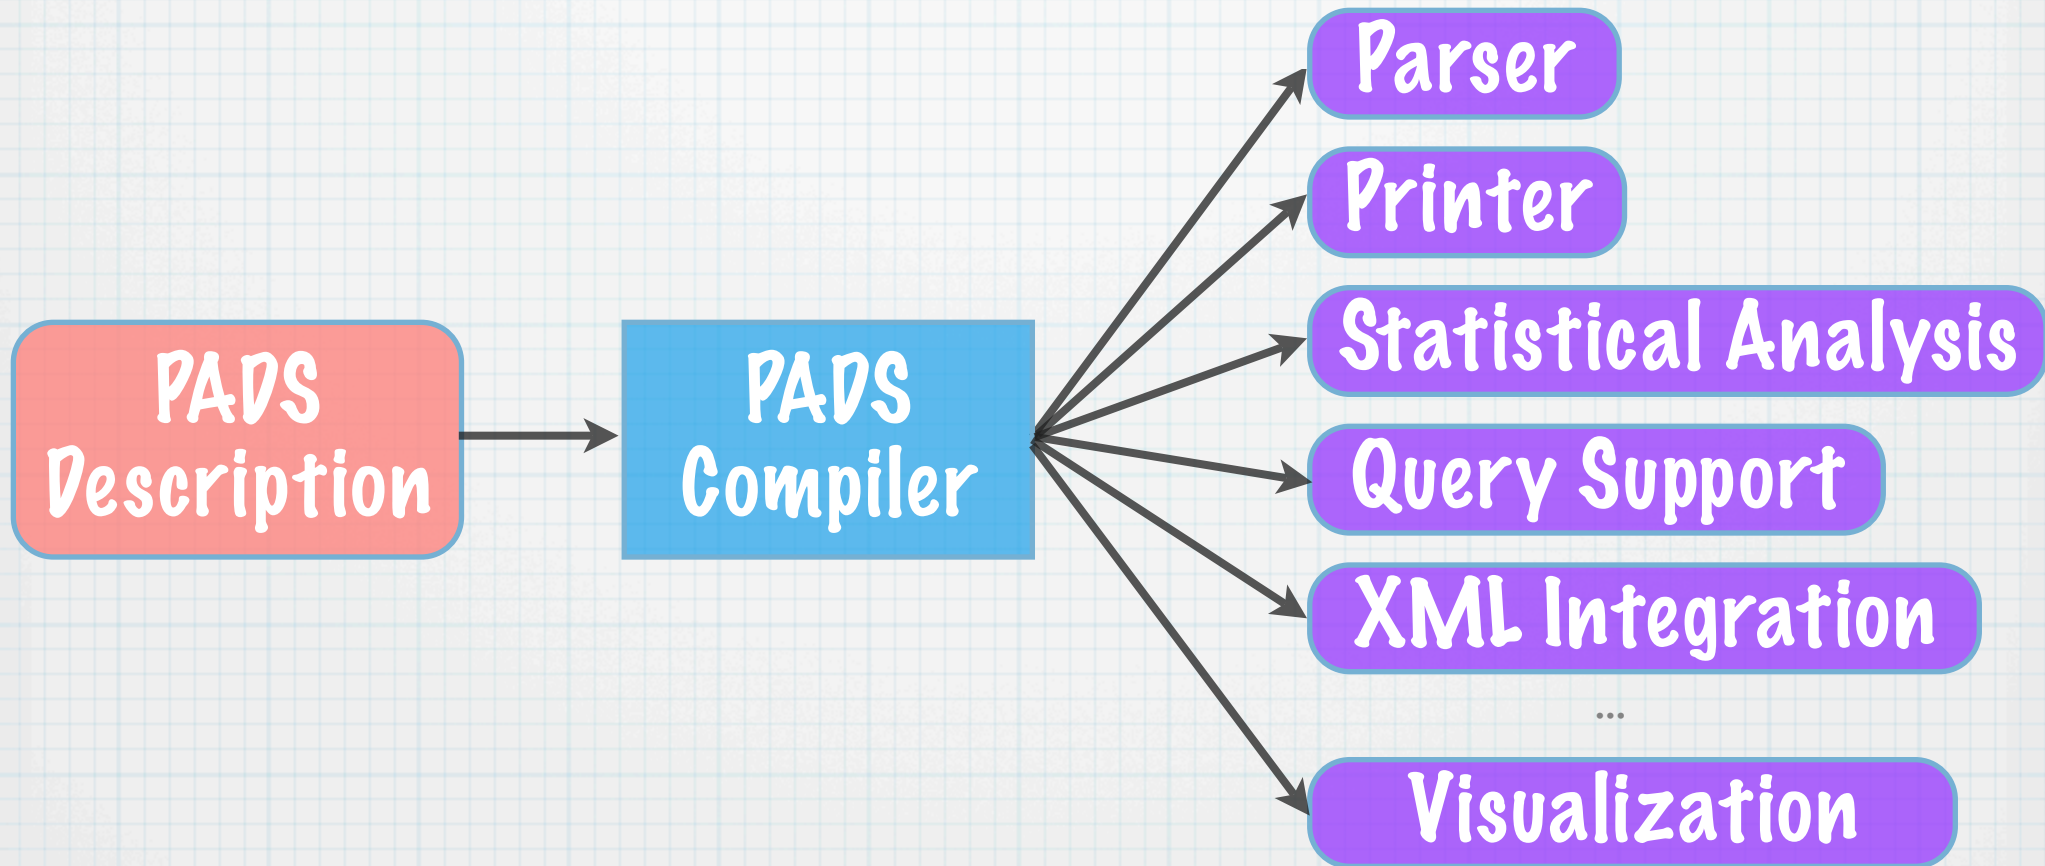 PADS
Description
PADS
Compiler
Parser
Printer
Statistical Analysis
Query Support
XML Integration
...
Visualization